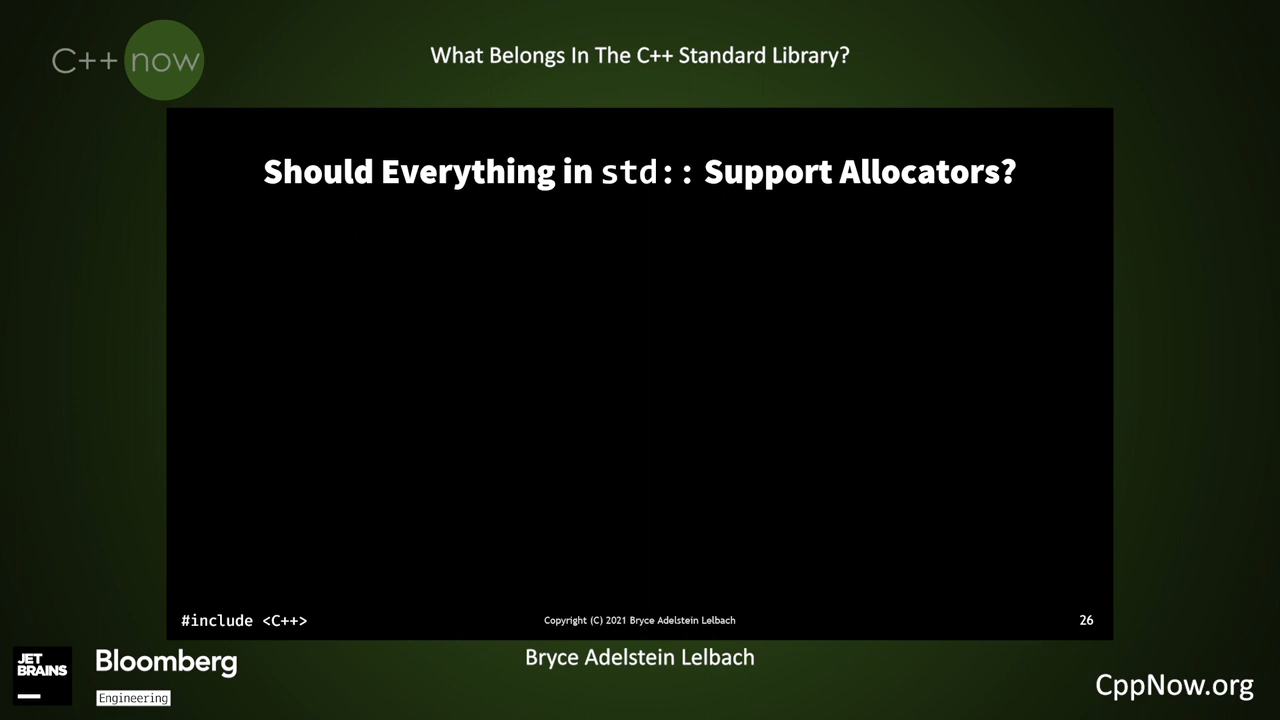 C++ now
What Belongs In The C++ Standard Library?
Should Everything in std:: Support Allocators?
#include <C++>
Copyright (C) 2021 Bryce Adelstein Lelbach
26
JET
BRAINS
Bloomberg
Engineering
Bryce Adelstein Lelbach
CppNow.org